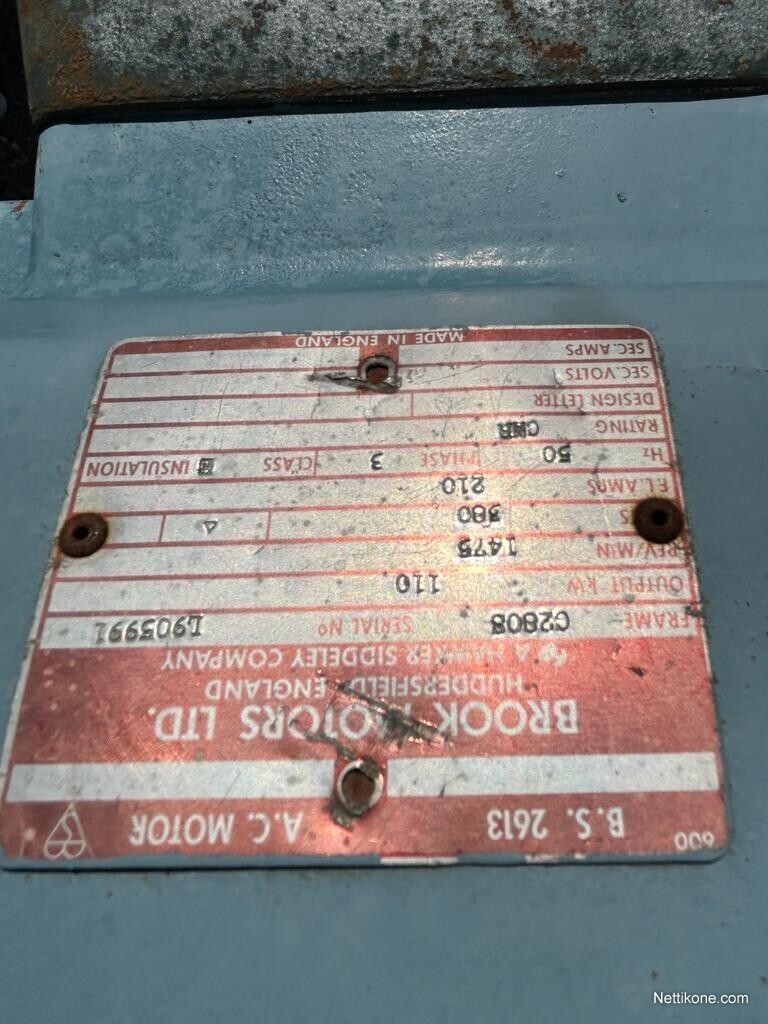 600 B.S. 2613 A.C. MOTOR
BROOK MOTORS LTD.
HUDDERSFIELD, ENGLAND
A HAWKER SIDDELEY COMPANY
FRAME C280S SERIAL Nº L905991
OUTPUT kW 110
REV/MIN 1475
380 Δ
F.L. AMPS 210
Hz 50 PHASE 3 CLASS INSULATION
RATING CMR
DESIGN LETTER
SEC. VOLTS
SEC. AMPS
MADE IN ENGLAND
Nettikone.com